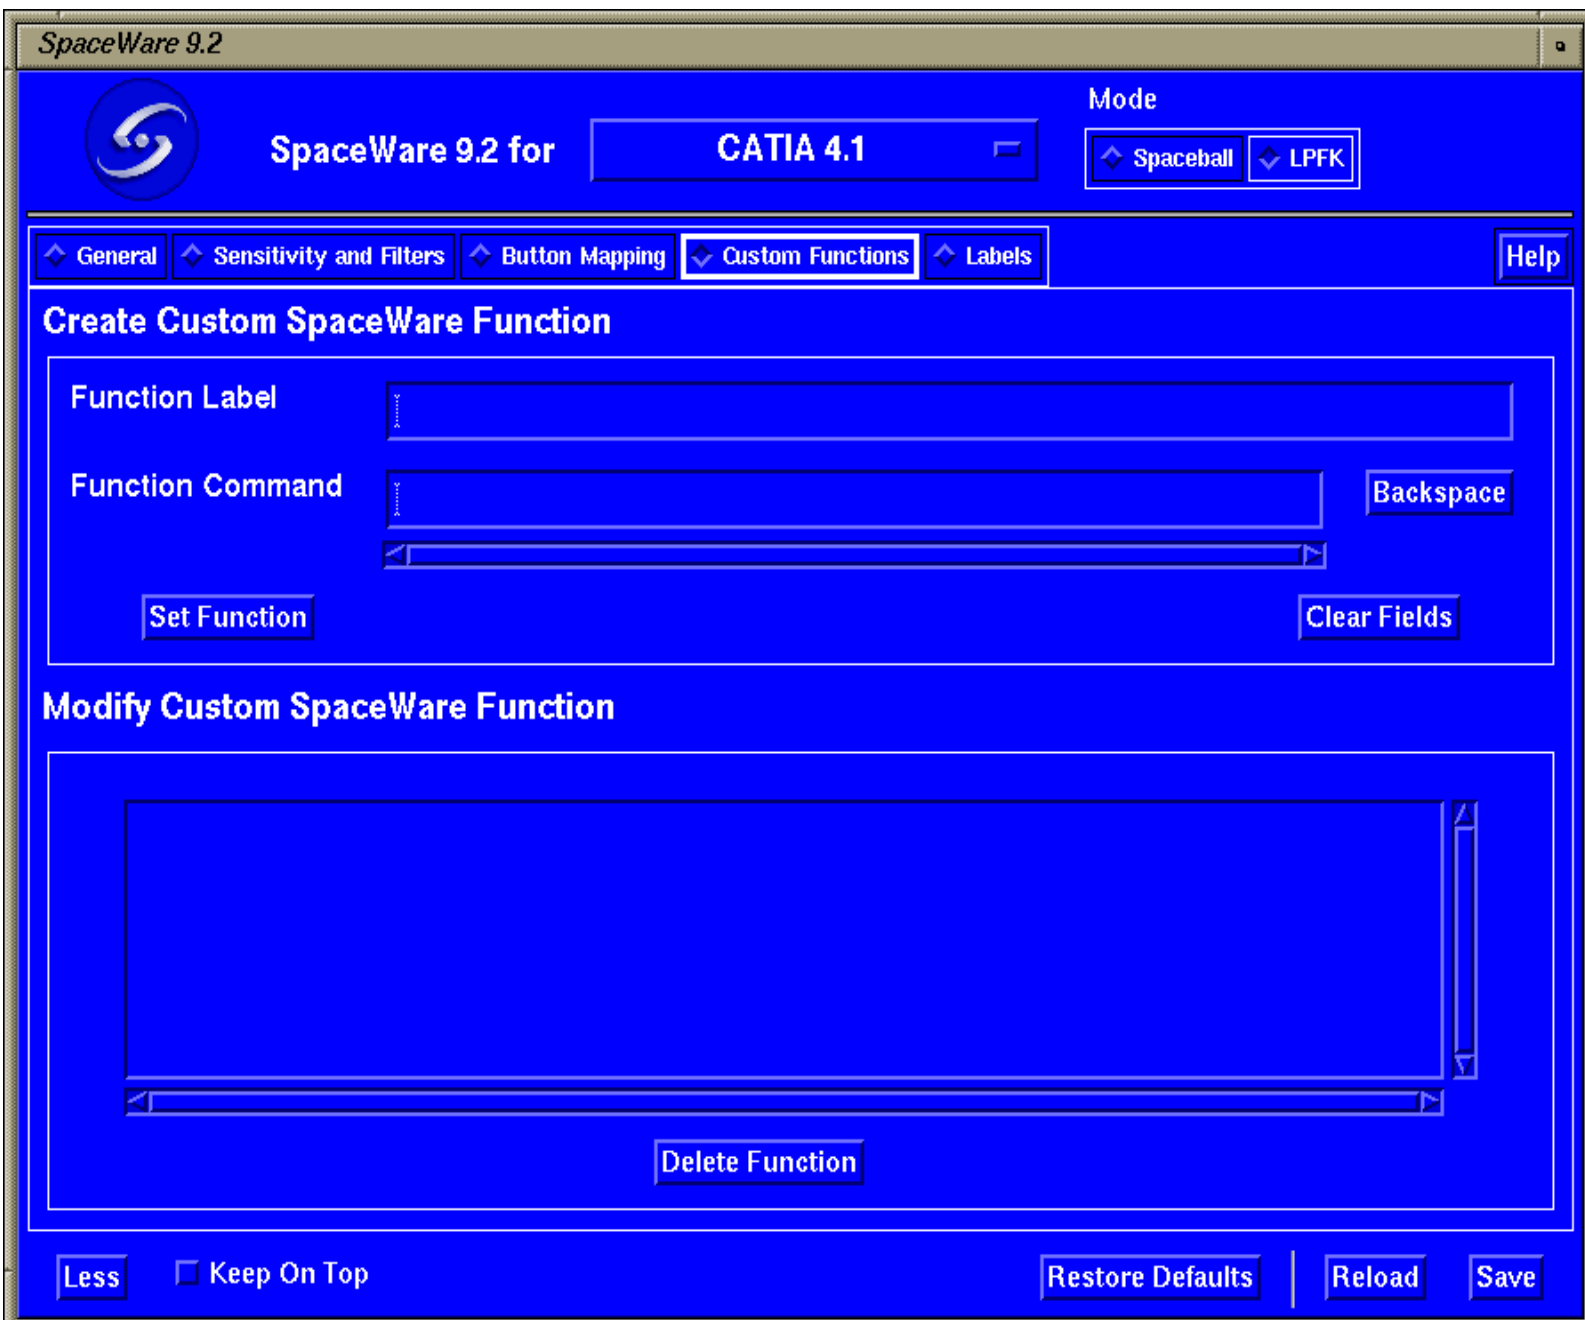 SpaceWare 9.2
Mode
SpaceWare 9.2 for CATIA 4.1 Spaceball LPFK
General Sensitivity and Filters Button Mapping Custom Functions Labels Help
Create Custom SpaceWare Function
Function Label
Function Command Backspace
Set Function Clear Fields
Modify Custom SpaceWare Function
Delete Function
Less Keep On Top Restore Defaults Reload Save